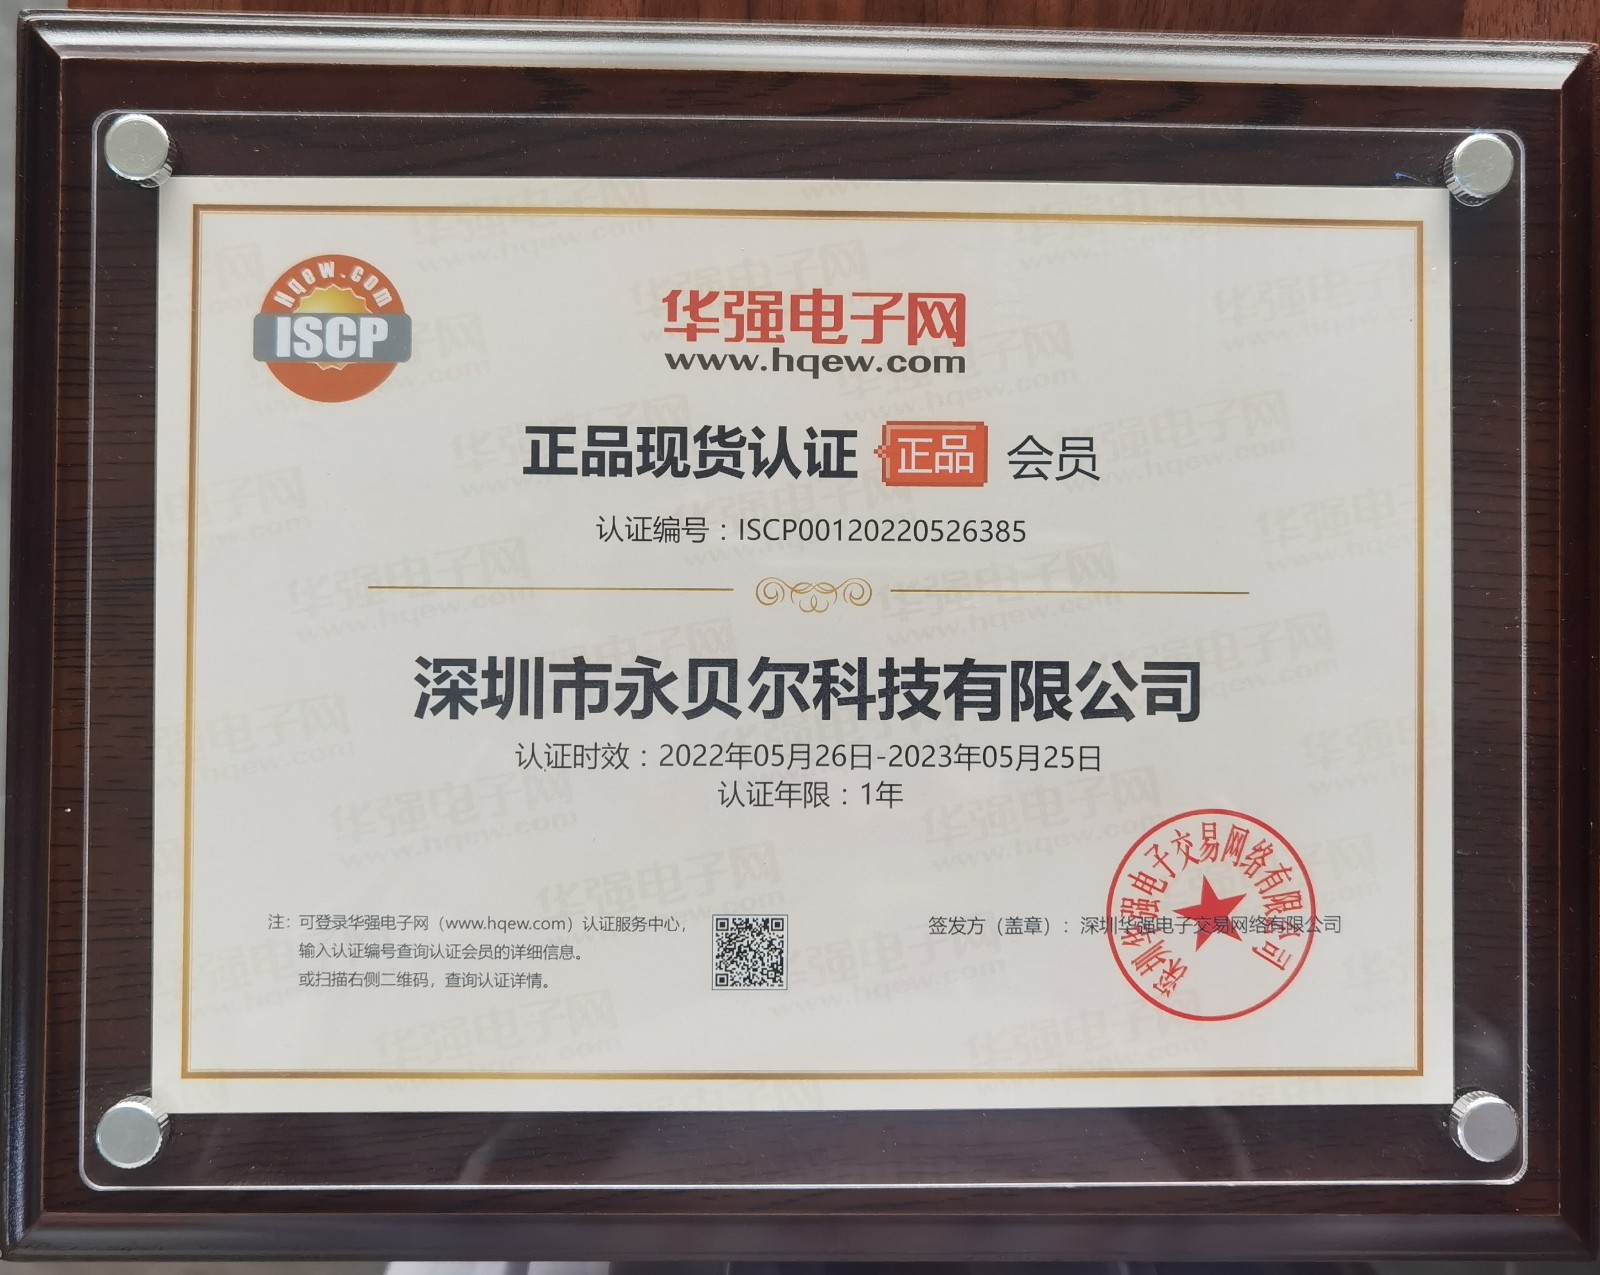 Hqew.com
ISCP
华强电子网
www.hqew.com
正品现货认证 正品 会员
认证编号：ISCP00120220526385
深圳市永贝尔科技有限公司
认证时效：2022年05月26日-2023年05月25日
认证年限：1年
注：可登录华强电子网（www.hqew.com）认证服务中心，
输入认证编号查询认证会员的详细信息。
或扫描右侧二维码，查询认证详情。
签发方（盖章）：深圳华强电子交易网络有限公司
深圳华强电子交易网络有限公司